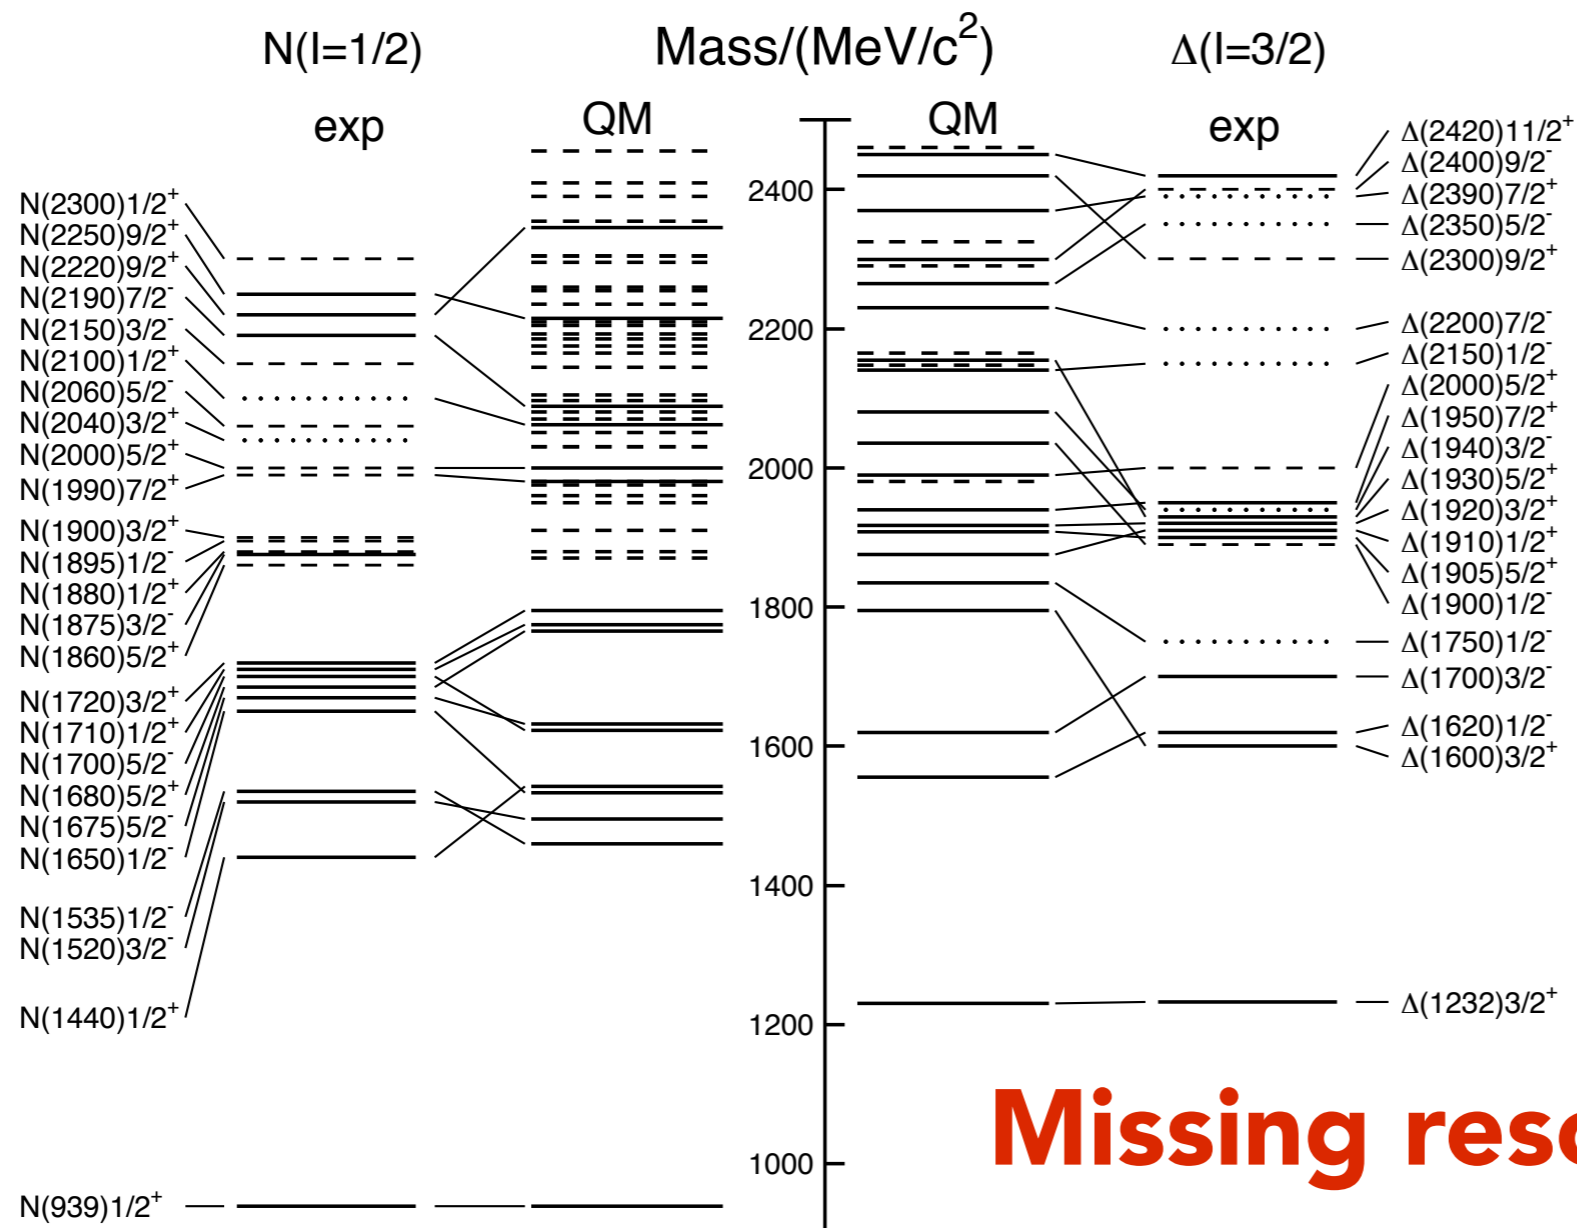 N(I=1/2) Mass/(MeV/c²) Δ(I=3/2)
exp QM QM exp
N(2300)1/2⁺
N(2250)9/2⁺
N(2220)9/2⁺
N(2190)7/2⁻
N(2150)3/2⁻
N(2100)1/2⁺
N(2060)5/2⁻
N(2040)3/2⁺
N(2000)5/2⁺
N(1990)7/2⁺
N(1900)3/2⁺
N(1895)1/2⁻
N(1880)1/2⁺
N(1875)3/2⁻
N(1860)5/2⁺
N(1720)3/2⁺
N(1710)1/2⁺
N(1700)5/2⁻
N(1680)5/2⁺
N(1675)5/2⁻
N(1650)1/2⁻
N(1535)1/2⁻
N(1520)3/2⁻
N(1440)1/2⁺
N(939)1/2⁺
2400
2200
2000
1800
1600
1400
1200
1000
Δ(2420)11/2⁺
Δ(2400)9/2⁻
Δ(2390)7/2⁺
Δ(2350)5/2⁻
Δ(2300)9/2⁺
Δ(2200)7/2⁻
Δ(2150)1/2⁻
Δ(2000)5/2⁺
Δ(1950)7/2⁺
Δ(1940)3/2⁻
Δ(1930)5/2⁺
Δ(1920)3/2⁺
Δ(1910)1/2⁺
Δ(1905)5/2⁺
Δ(1900)1/2⁻
Δ(1750)1/2⁻
Δ(1700)3/2⁻
Δ(1620)1/2⁻
Δ(1600)3/2⁺
Δ(1232)3/2⁺
Missing